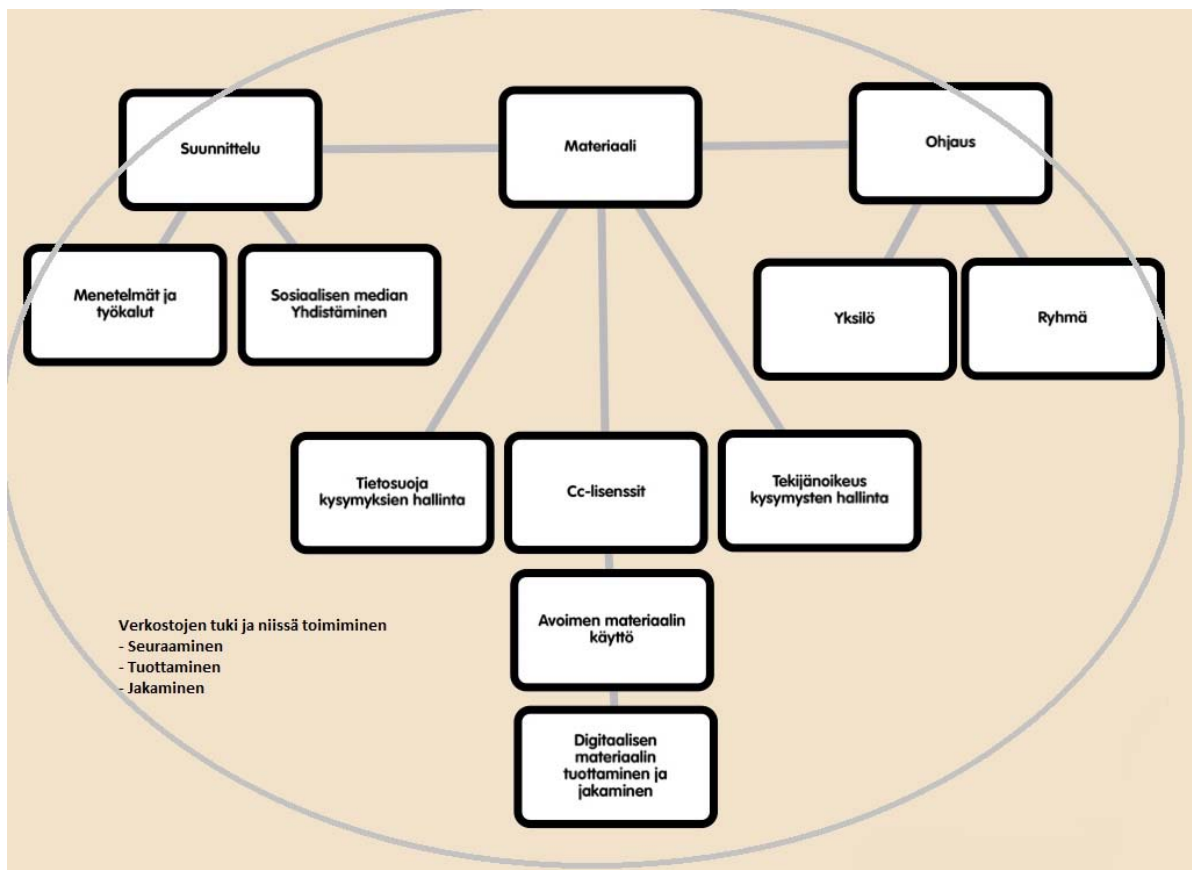 Suunnittelu
Materiaali
Ohjaus
Menetelmät ja
työkalut
Sosiaalisen median
Yhdistäminen
Yksilö
Ryhmä
Tietosuoja
kysymyksien hallinta
Cc-lisenssit
Tekijänoikeus
kysymysten hallinta
Avoimen materiaalin
käyttö
Verkostojen tuki ja niissä toimiminen
- Seuraaminen
- Tuottaminen
- Jakaminen
Digitaalisen
materiaalin
tuottaminen ja
jakaminen